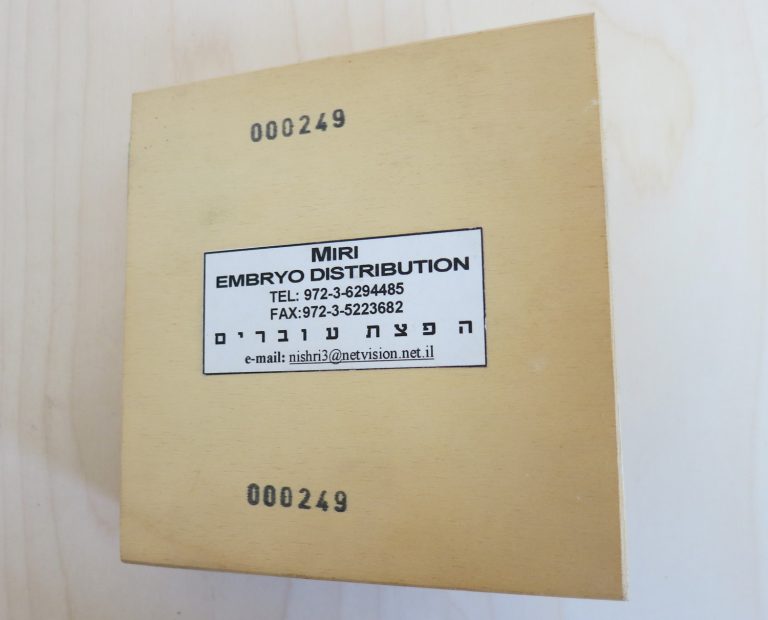 000249
MIRI
EMBRYO DISTRIBUTION
TEL: 972-3-6294485
FAX:972-3-5223682
הפצת עוברים
e-mail: nishri3@netvision.net.il
000249